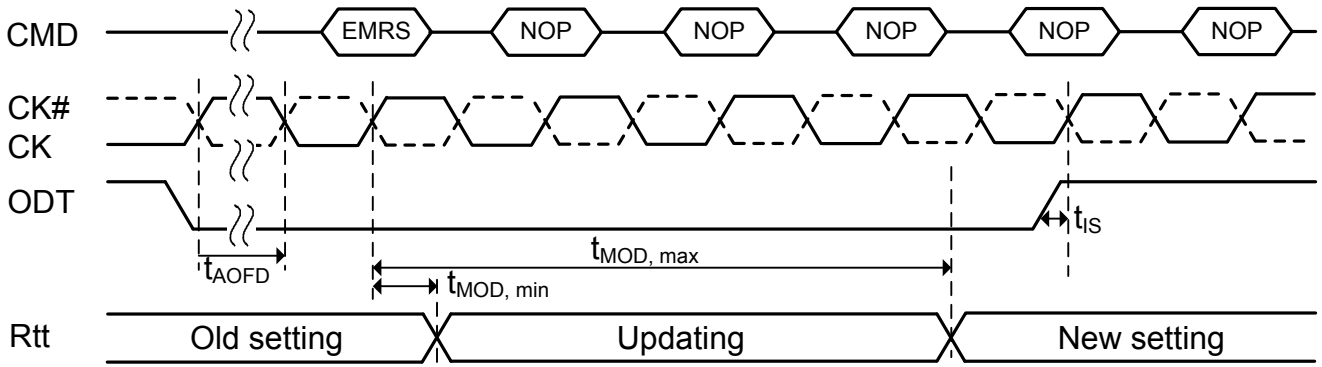 CMD EMRS NOP NOP NOP NOP NOP
CK#
CK
ODT
tIS
tAOFD
tMOD, max
tMOD, min
Rtt Old setting Updating New setting